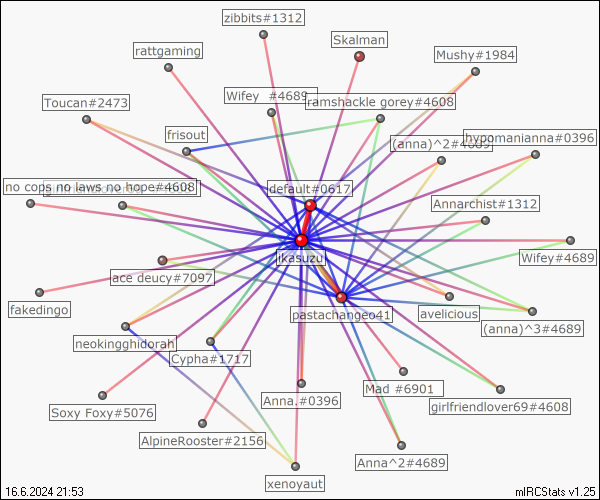 zibbits#1312
Skalman
rattgaming
Mushy#1984
Wifey #4689
ramshackle gorey#4608
Toucan#2473
frisout
(anna)^2#4689
hypomanianna#0396
no cops no laws no hope#4608
default#0617
Annarchist#1312
ikasuzu
Wifey#4689
lace deucy#7097
fakedingo
pastachangeo41
avelicious
(anna)^3#4689
neokingghidorah
Cypha#1717
Mad #6901
Anna.#0396
girlfriendlover69#4608
Soxy Foxy#5076
AlpineRooster#2156
Anna^2#4689
xenoyaut
16.6.2024 21:53
mIRCStats v1.25